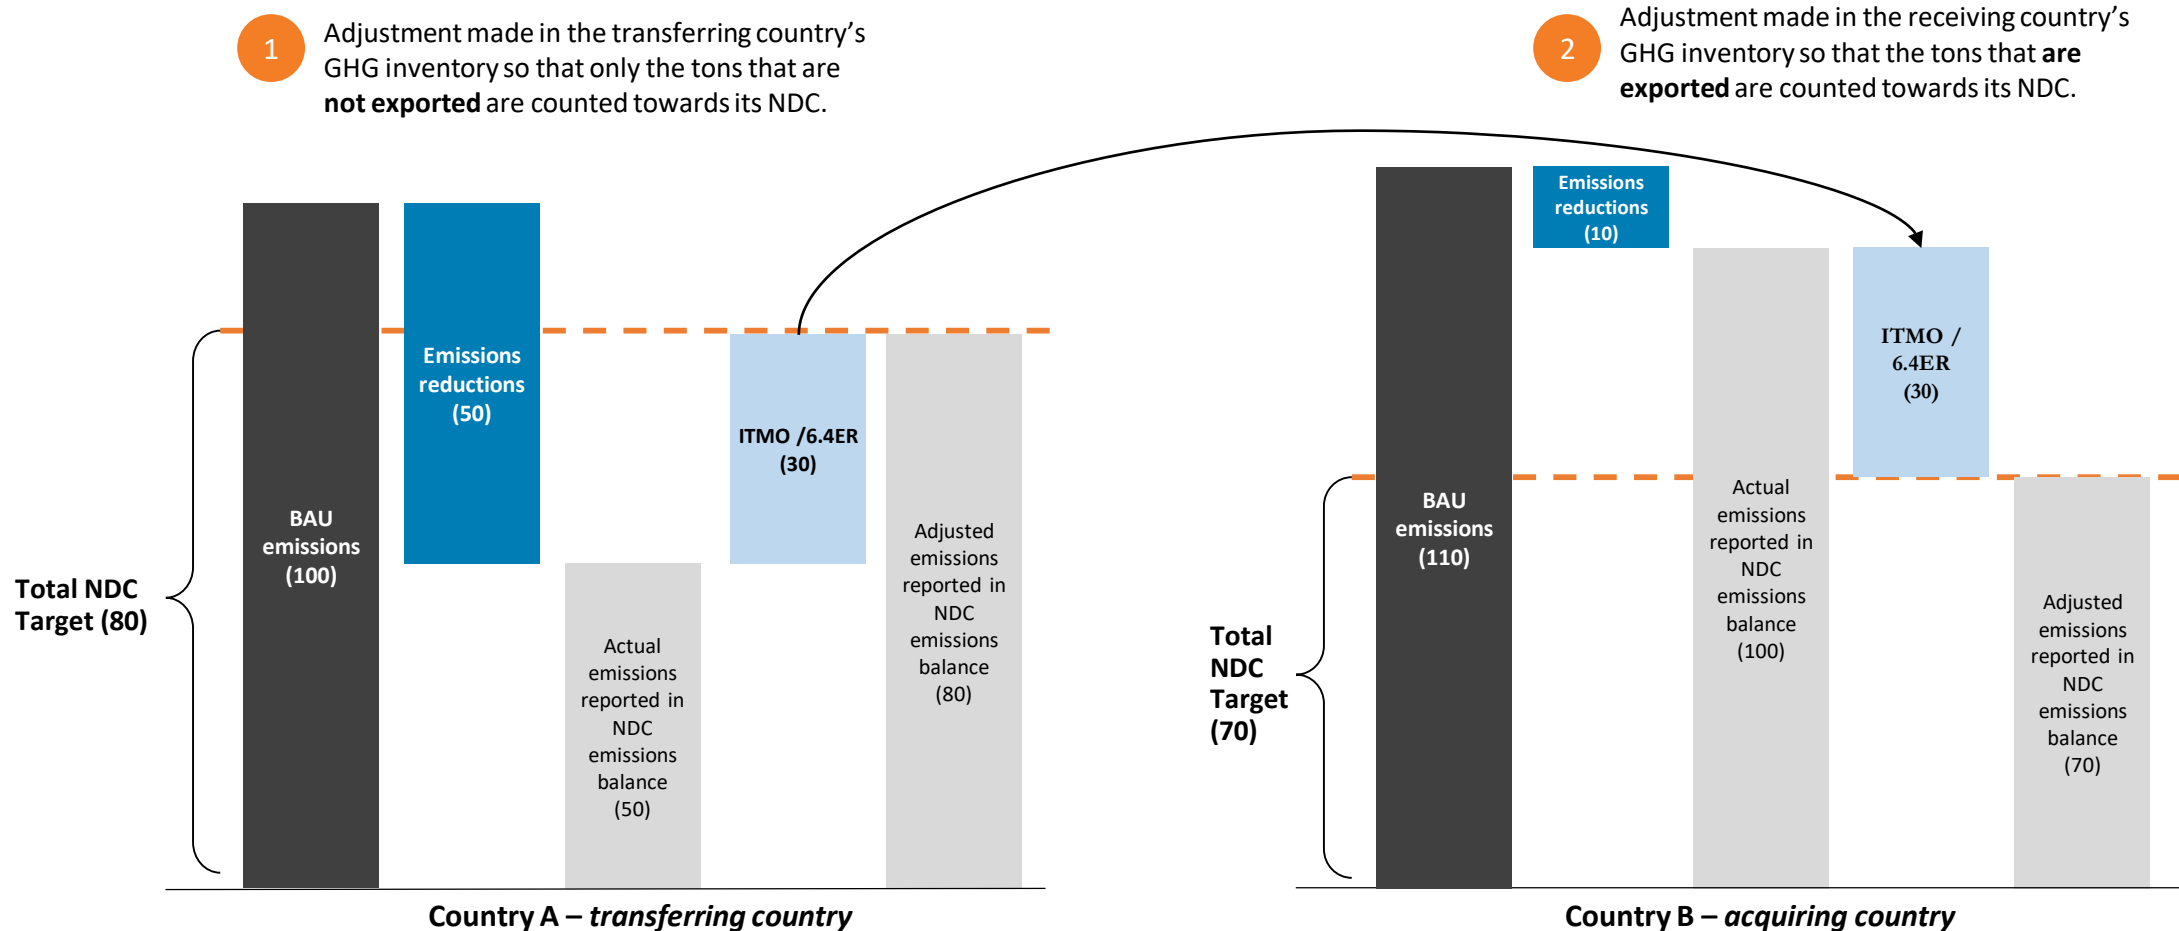 1
Adjustment made in the transferring country’s
GHG inventory so that only the tons that are
not exported are counted towards its NDC.
2
Adjustment made in the receiving country’s
GHG inventory so that the tons that are
exported are counted towards its NDC.
Total NDC
Target (80)
BAU
emissions
(100)
Emissions
reductions
(50)
Actual
emissions
reported in
NDC
emissions
balance
(50)
ITMO /6.4ER
(30)
Adjusted
emissions
reported in
NDC
emissions
balance
(80)
Country A – transferring country
Total
NDC
Target
(70)
BAU
emissions
(110)
Emissions
reductions
(10)
Actual
emissions
reported in
NDC
emissions
balance
(100)
ITMO /
6.4ER
(30)
Adjusted
emissions
reported in
NDC
emissions
balance
(70)
Country B – acquiring country